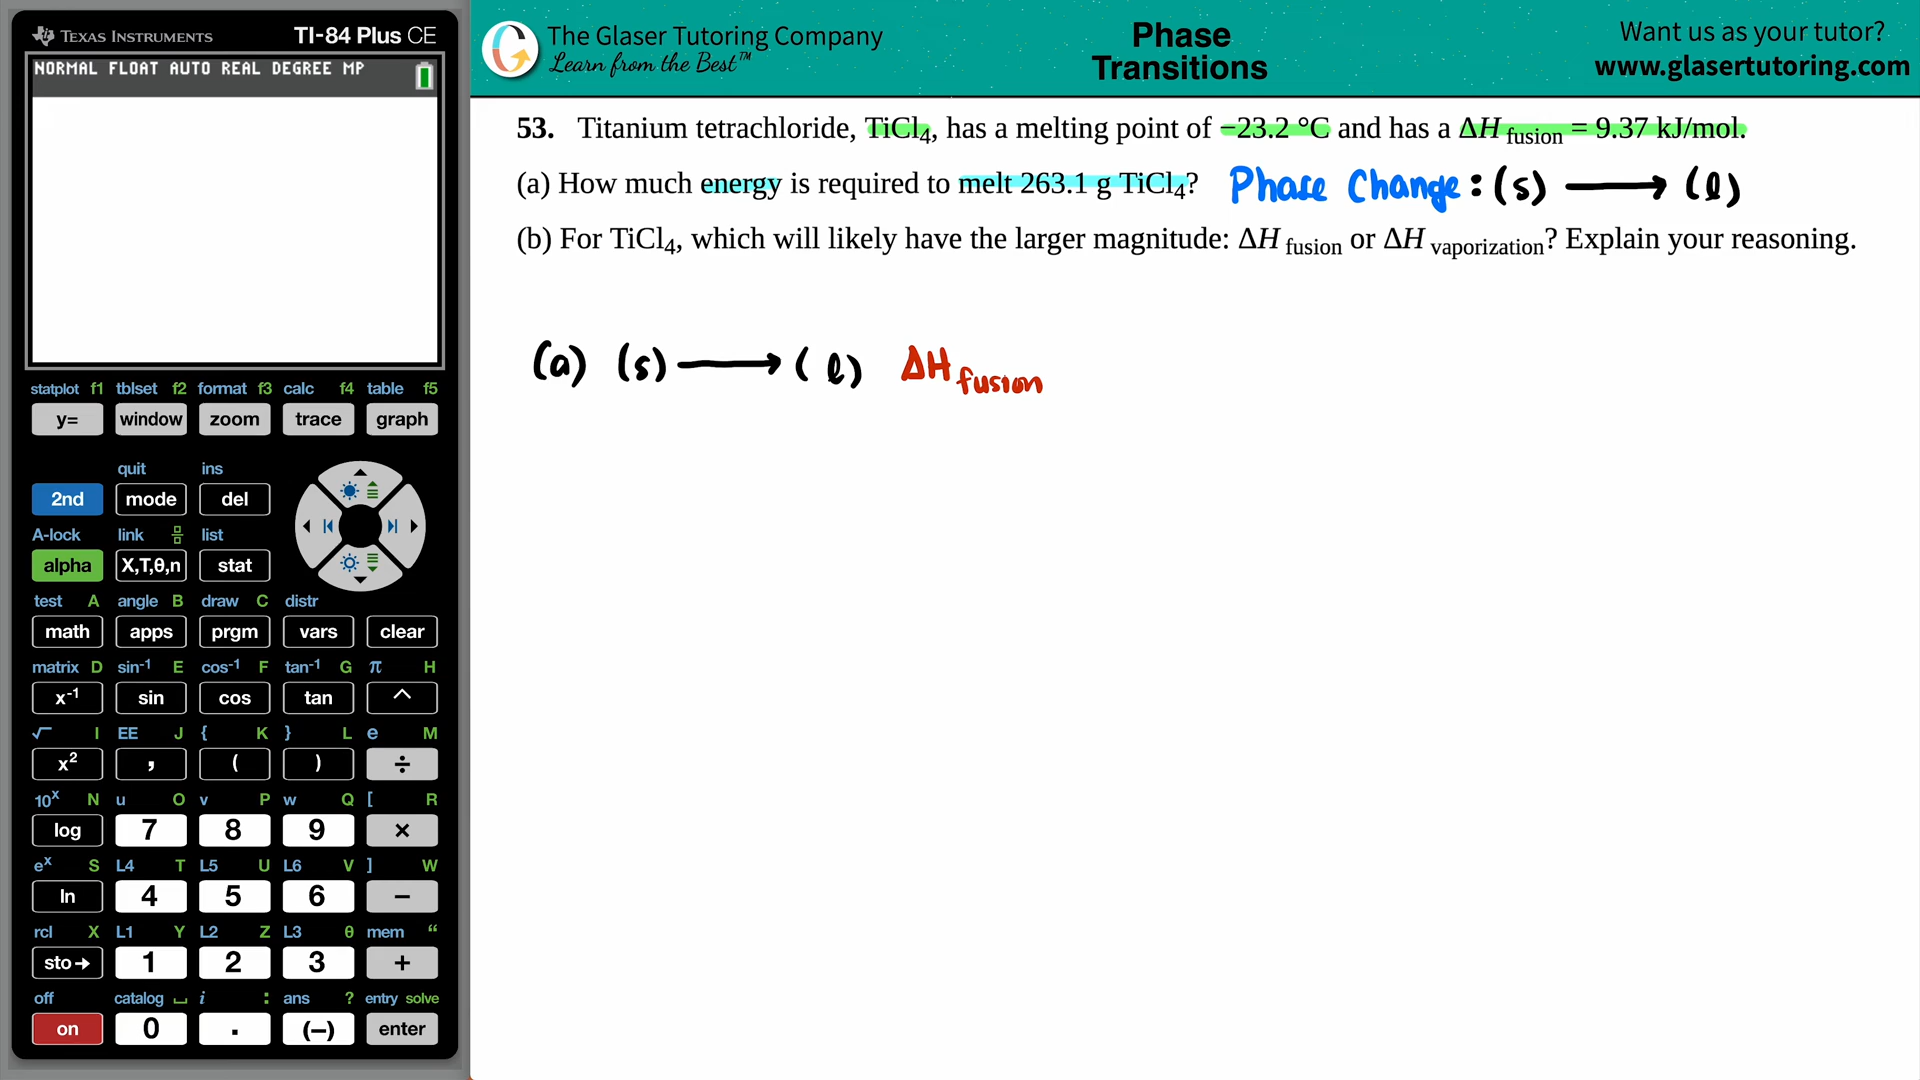 TEXAS INSTRUMENTS TI-84 Plus CE
NORMAL FLOAT AUTO REAL DEGREE MP
statplot f1 tblset f2 format f3 calc f4 table f5
y= window zoom trace graph
quit ins
2nd mode del
A-lock link list
alpha X,T,θ,n stat
test A angle B draw C distr
math apps prgm vars clear
matrix D sin⁻¹ E cos⁻¹ F tan⁻¹ G π H
x⁻¹ sin cos tan ^
√ I EE J { K } L e M
x² , ( ) ÷
10ˣ N u O v P w Q [ R
log 7 8 9 ×
eˣ S L4 T L5 U L6 V ] W
ln 4 5 6 −
rcl X L1 Y L2 Z L3 θ mem “
sto→ 1 2 3 +
off catalog ⎵ i : ans ? entry solve
on 0 . (−) enter
The Glaser Tutoring Company
Learn from the Best™
Phase
Transitions
Want us as your tutor?
www.glasertutoring.com
53. Titanium tetrachloride, TiCl₄, has a melting point of −23.2 °C and has a ΔH fusion = 9.37 kJ/mol.
(a) How much energy is required to melt 263.1 g TiCl₄? Phase Change: (s) ⟶ (l)
(b) For TiCl₄, which will likely have the larger magnitude: ΔH fusion or ΔH vaporization? Explain your reasoning.
(a) (s) ⟶ (l) ΔH fusion